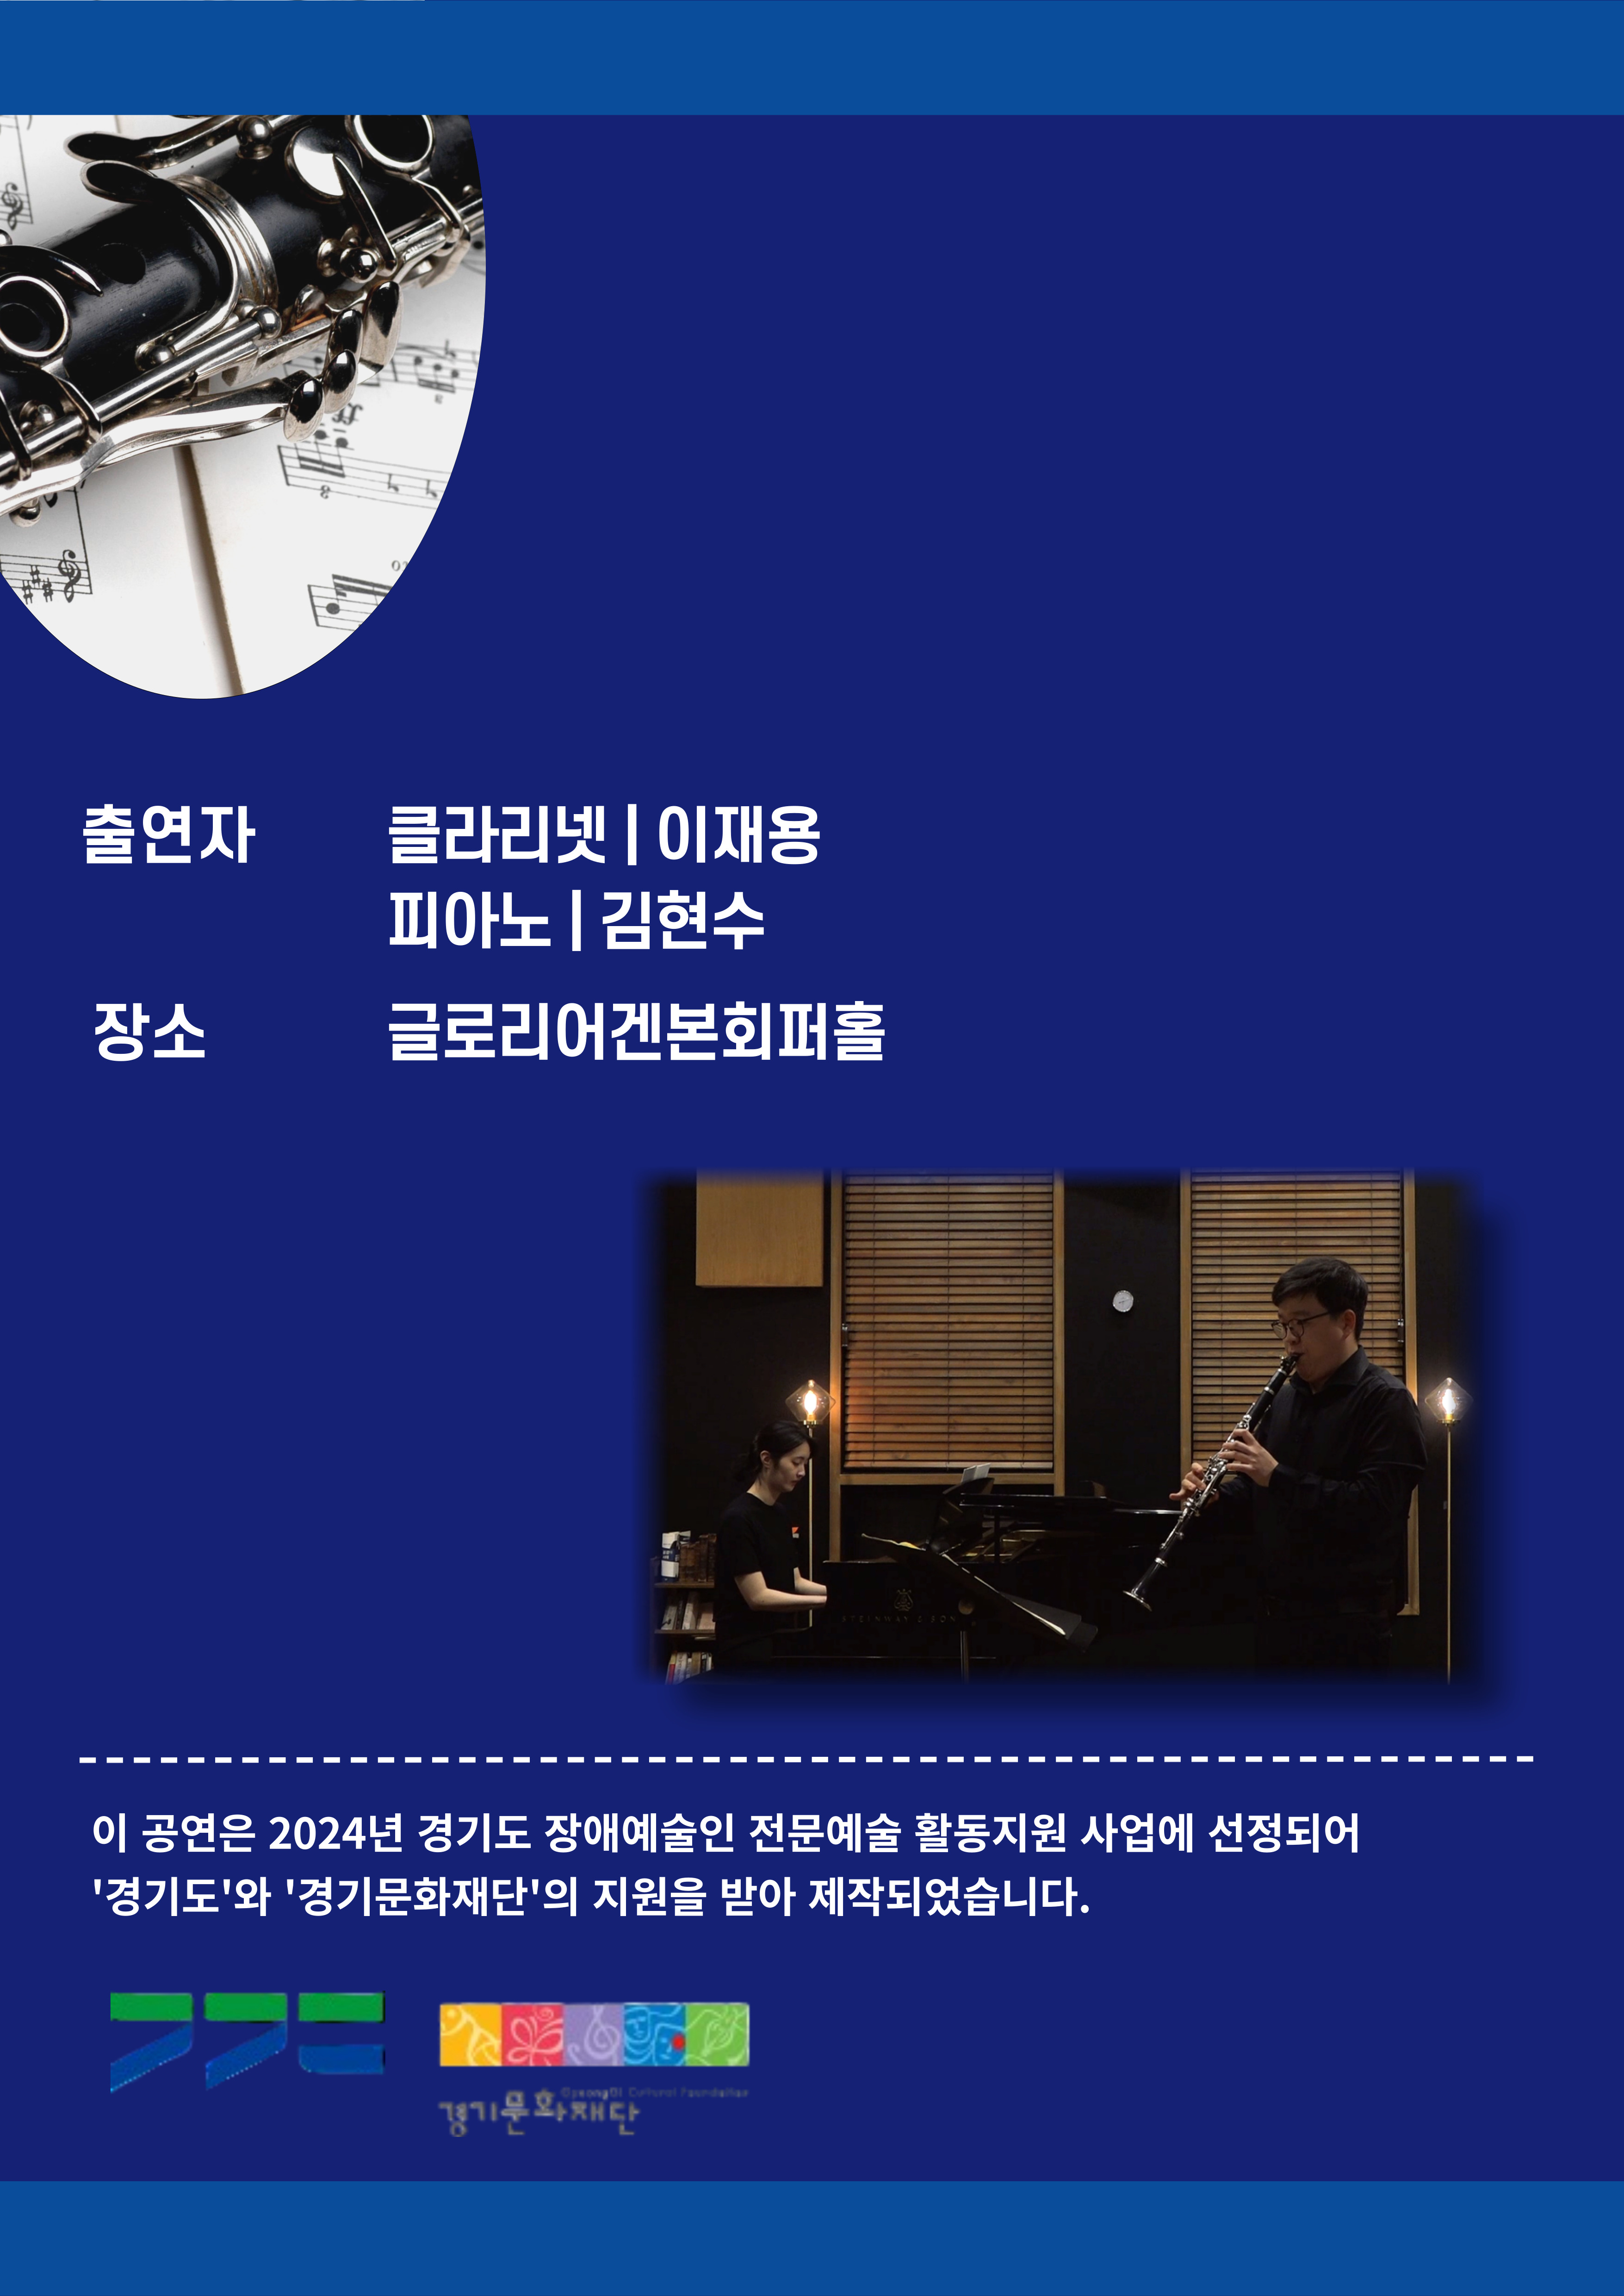 출연자 클라리넷 | 이재용
피아노 | 김현수
장소 글로리어겐본회퍼홀
STEINWAY & SONS
이 공연은 2024년 경기도 장애예술인 전문예술 활동지원 사업에 선정되어
'경기도'와 '경기문화재단'의 지원을 받아 제작되었습니다.
GyeongGi Cultural Foundation
경기문화재단